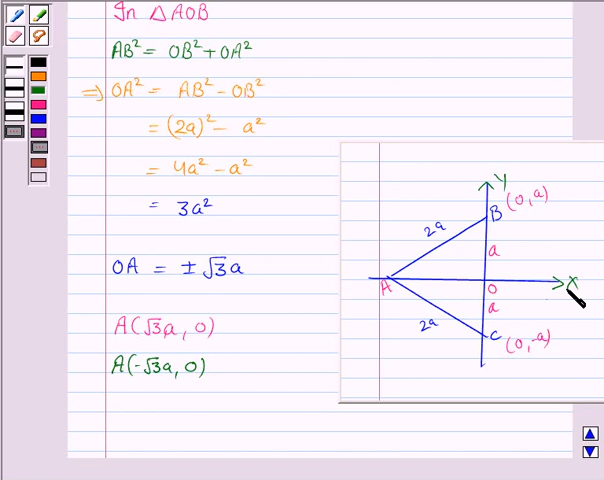 In △AOB
AB² = OB² + OA²
⇒ OA² = AB² - OB²
= (2a)² - a²
= 4a² - a²
= 3a²
OA = ± √3a
A(√3a, 0)
A(-√3a, 0)
Y
B (0, a)
2a
a
A
O
X
a
2a
C (0, -a)